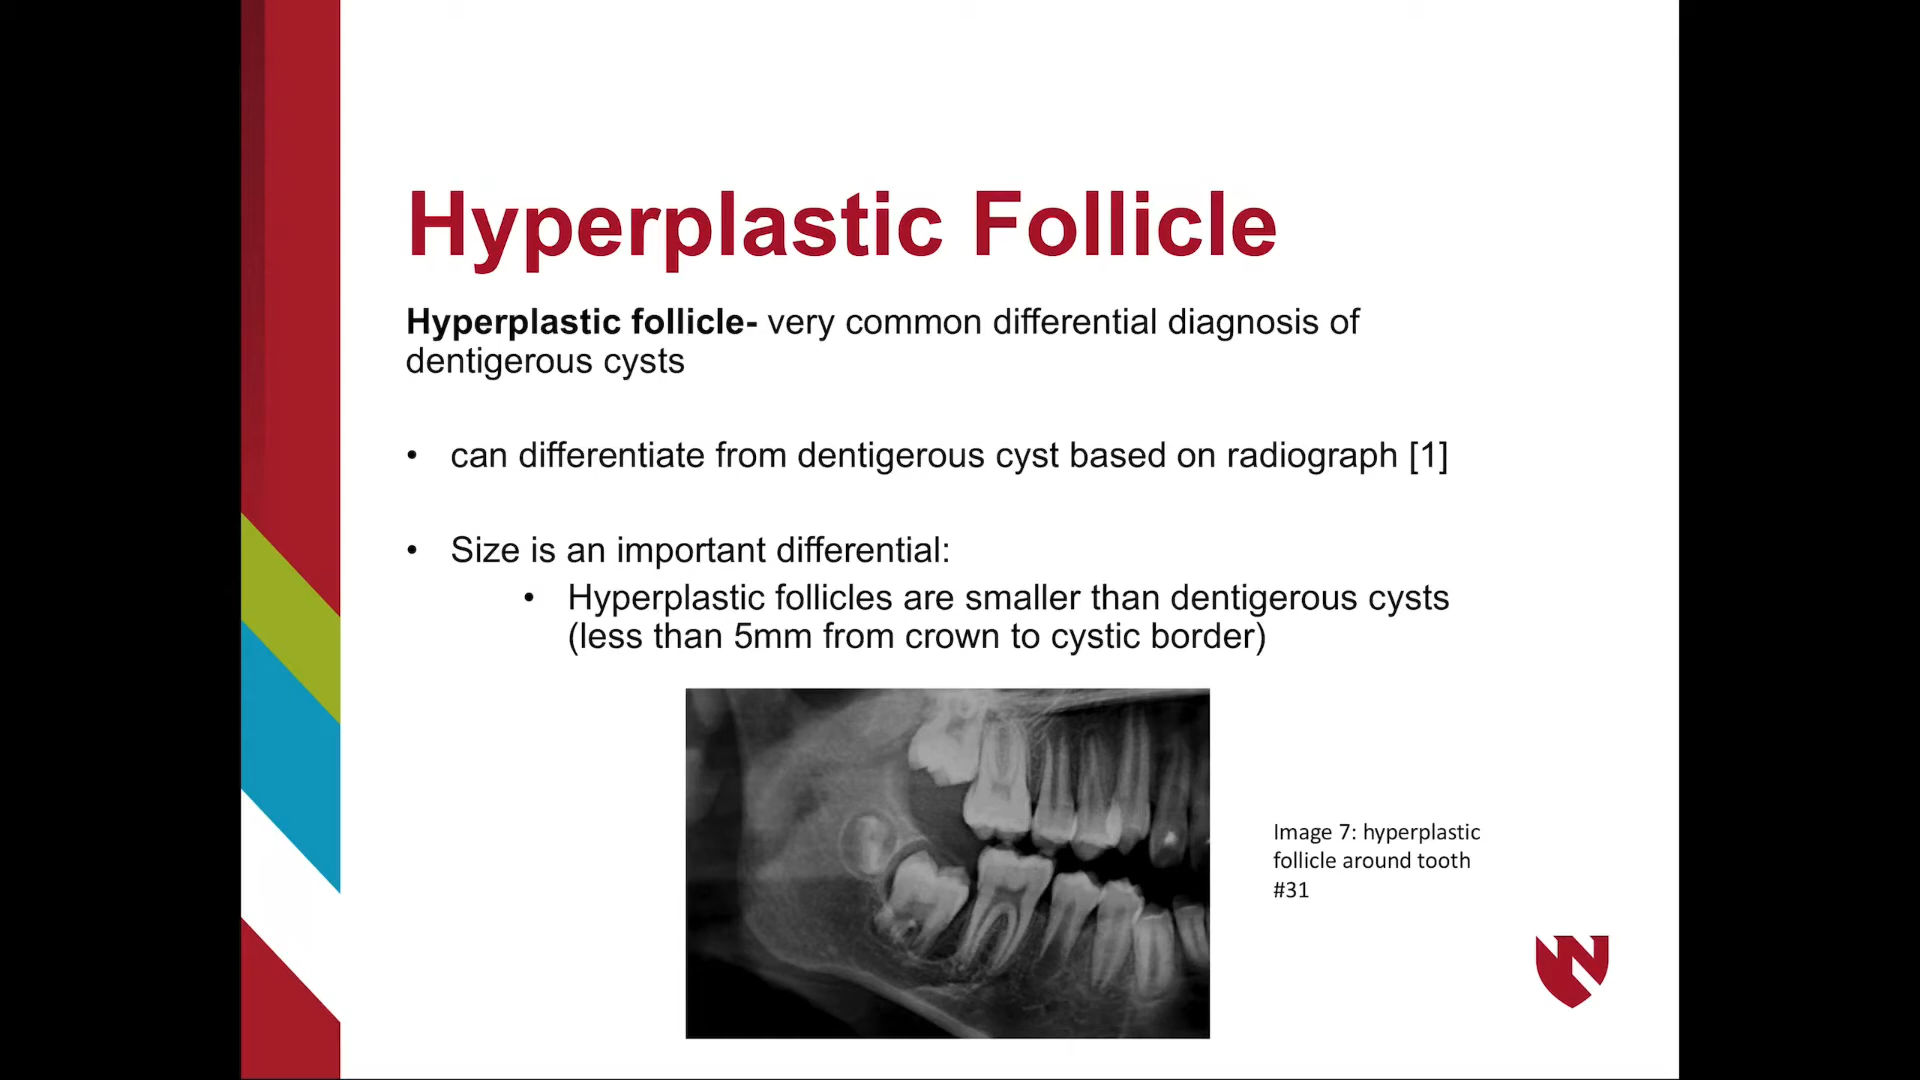 Hyperplastic Follicle
Hyperplastic follicle- very common differential diagnosis of
dentigerous cysts
• can differentiate from dentigerous cyst based on radiograph [1]
• Size is an important differential:
• Hyperplastic follicles are smaller than dentigerous cysts
(less than 5mm from crown to cystic border)
Image 7: hyperplastic
follicle around tooth
#31
N